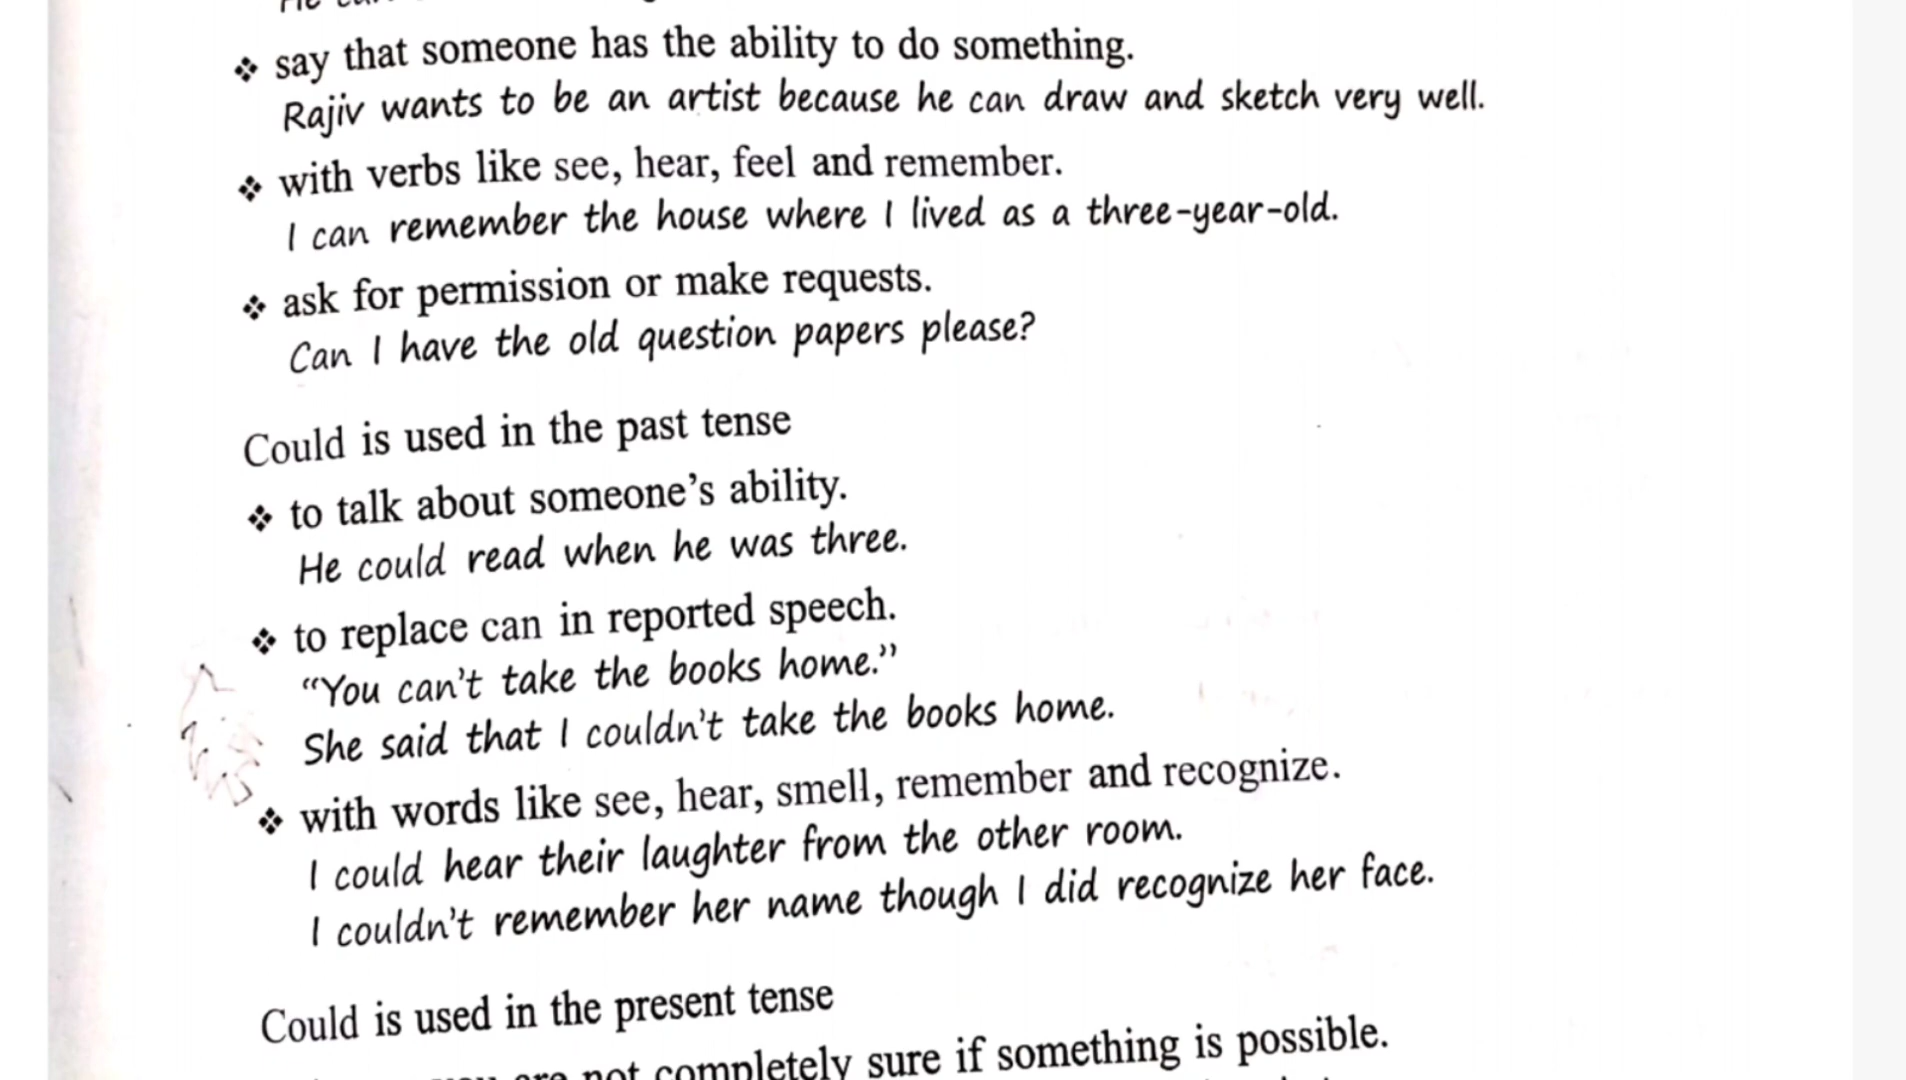 He
❖ say that someone has the ability to do something.
Rajiv wants to be an artist because he can draw and sketch very well.
❖ with verbs like see, hear, feel and remember.
I can remember the house where I lived as a three-year-old.
❖ ask for permission or make requests.
Can I have the old question papers please?
Could is used in the past tense
❖ to talk about someone's ability.
He could read when he was three.
❖ to replace can in reported speech.
“You can't take the books home.”
She said that I couldn't take the books home.
❖ with words like see, hear, smell, remember and recognize.
I could hear their laughter from the other room.
I couldn't remember her name though I did recognize her face.
Could is used in the present tense
you are not completely sure if something is possible.